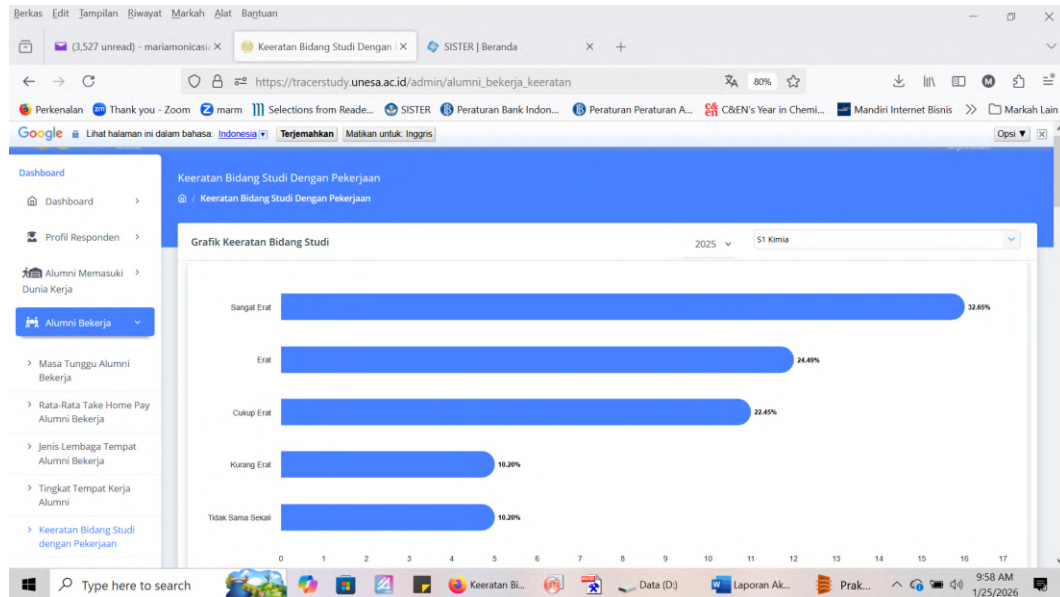 Berkas Edit Tampilan Riwayat Markah Alat Bantuan
(3,527 unread) - mariamonicasi
Keeratan Bidang Studi Dengan
SISTER | Beranda
https://tracerstudy.unesa.ac.id/admin/alumni_bekerja_keeratan
80%
Perkenalan Thank you - Zoom marm Selections from Reade... SISTER Peraturan Bank Indon... Peraturan Peraturan A... C&EN's Year in Chemi... Mandiri Internet Bisnis Markah Lain
Google Lihat halaman ini dalam bahasa: Indonesia Terjemahkan Matikan untuk: Inggris Opsi ▼
Dashboard
Dashboard
Profil Responden
Alumni Memasuki
Dunia Kerja
Alumni Bekerja
Masa Tunggu Alumni
Bekerja
Rata-Rata Take Home Pay
Alumni Bekerja
Jenis Lembaga Tempat
Alumni Bekerja
Tingkat Tempat Kerja
Alumni
Keeratan Bidang Studi
dengan Pekerjaan
Keeratan Bidang Studi Dengan Pekerjaan
/ Keeratan Bidang Studi Dengan Pekerjaan
Grafik Keeratan Bidang Studi
2025
S1 Kimia
Sangat Erat 32.65%
Erat 24.49%
Cukup Erat 22.45%
Kurang Erat 10.20%
Tidak Sama Sekali 10.20%
0 1 2 3 4 5 6 7 8 9 10 11 12 13 14 15 16 17
Type here to search
Keeratan Bi...
Data (D:)
Laporan Ak...
Prak...
9:58 AM
1/25/2026